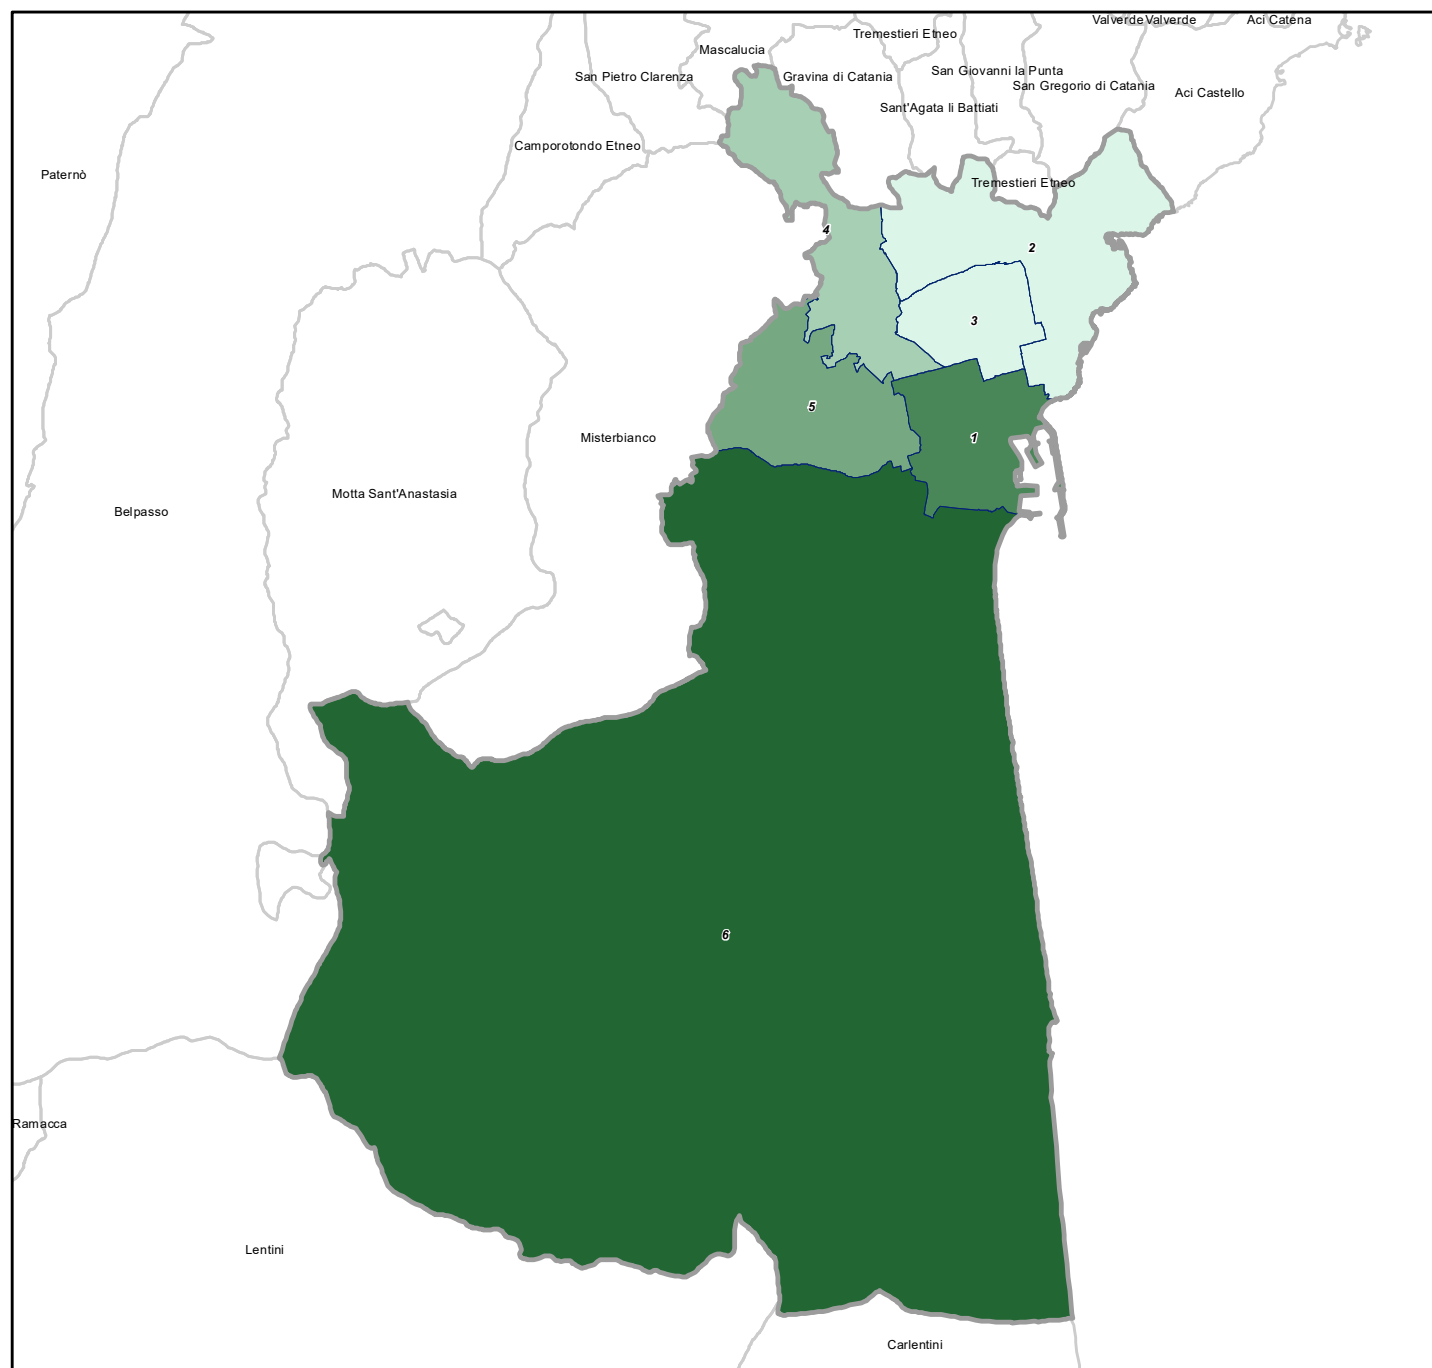 ValverdeValverde
Aci Catena
Tremestieri Etneo
Mascalucia
San Pietro Clarenza
Gravina di Catania
San Giovanni la Punta
San Gregorio di Catania
Aci Castello
Sant'Agata li Battiati
Camporotondo Etneo
Paternò
Tremestieri Etneo
4
2
3
5
1
Misterbianco
Motta Sant'Anastasia
Belpasso
6
Ramacca
Lentini
Carlentini